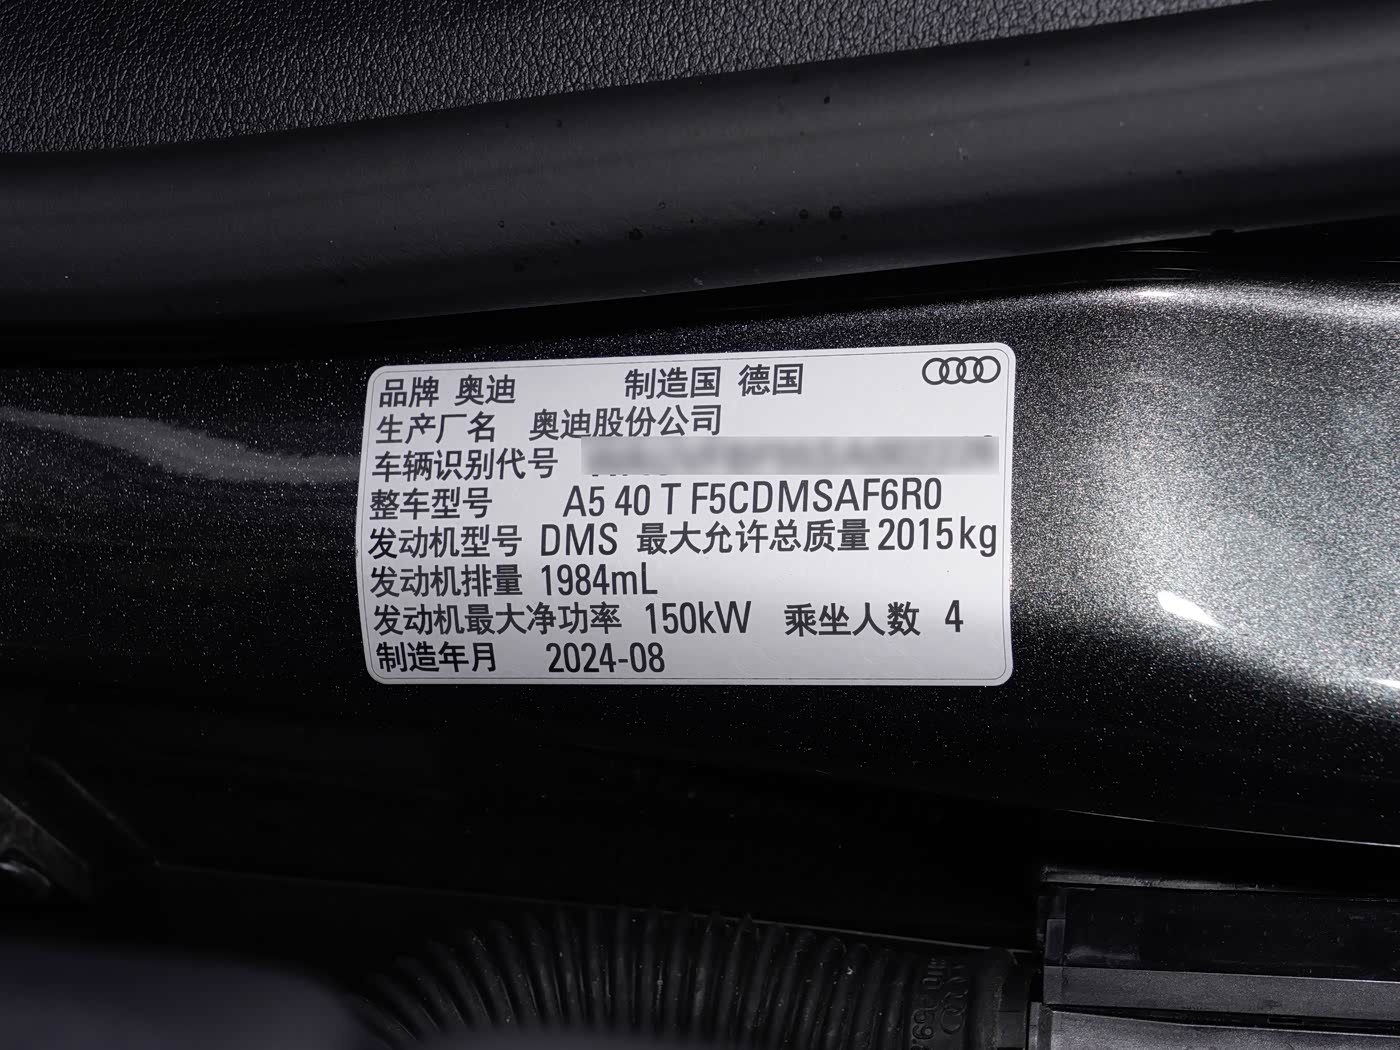 品牌 奥迪 制造国 德国
生产厂名 奥迪股份公司
车辆识别代号
整车型号 A5 40 T F5CDMSAF6R0
发动机型号 DMS 最大允许总质量 2015kg
发动机排量 1984mL
发动机最大净功率 150kW 乘坐人数 4
制造年月 2024-08